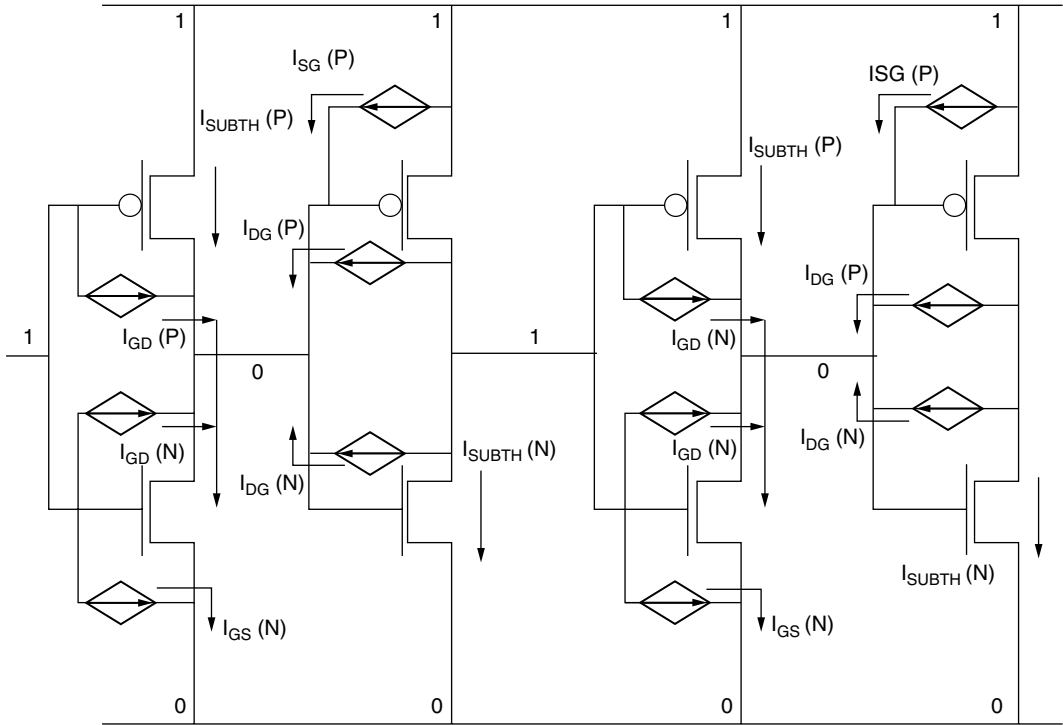 1 1 1 1
I_SG (P) ISG (P)
I_SUBTH (P)
I_SUBTH (P)
I_DG (P)
I_DG (P)
1 I_GD (P) 1 I_GD (N)
0 0
I_GD (N) I_SUBTH (N) I_GD (N) I_DG (N)
I_DG (N)
I_SUBTH (N)
I_GS (N) I_GS (N)
0 0 0 0